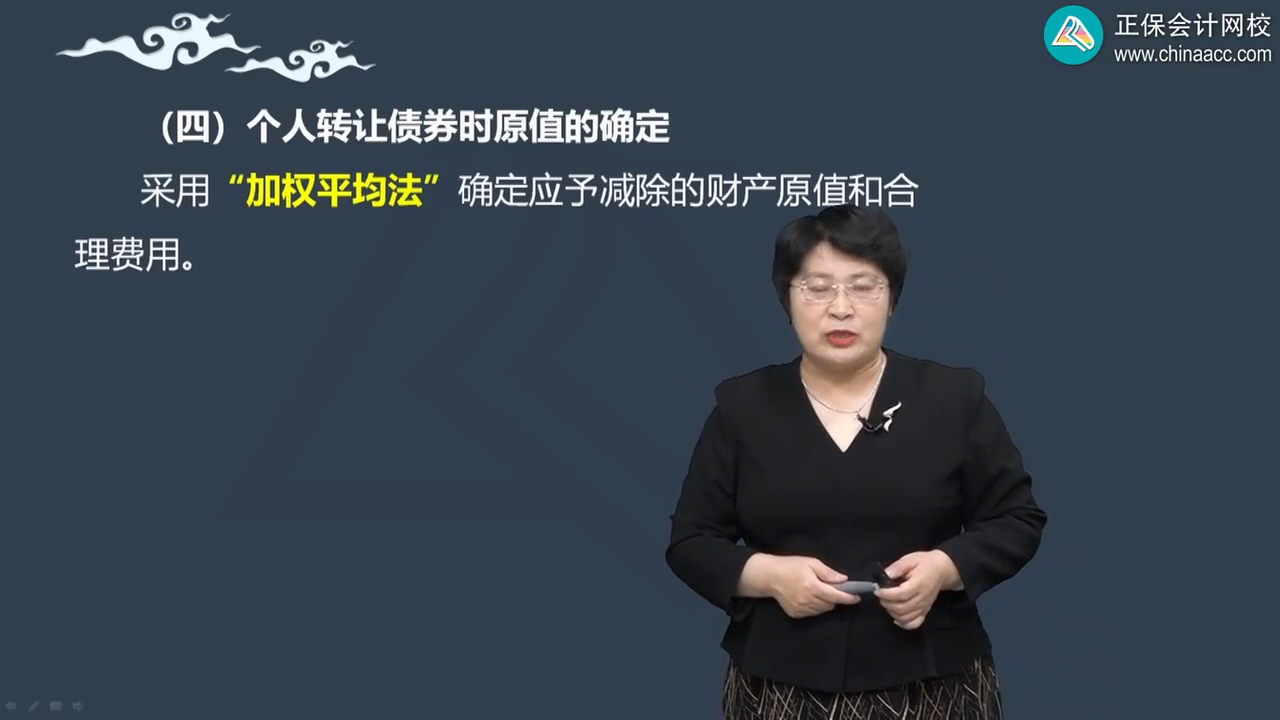 正保会计网校
www.chinaacc.com
（四）个人转让债券时原值的确定
采用“加权平均法”确定应予减除的财产原值和合
理费用。